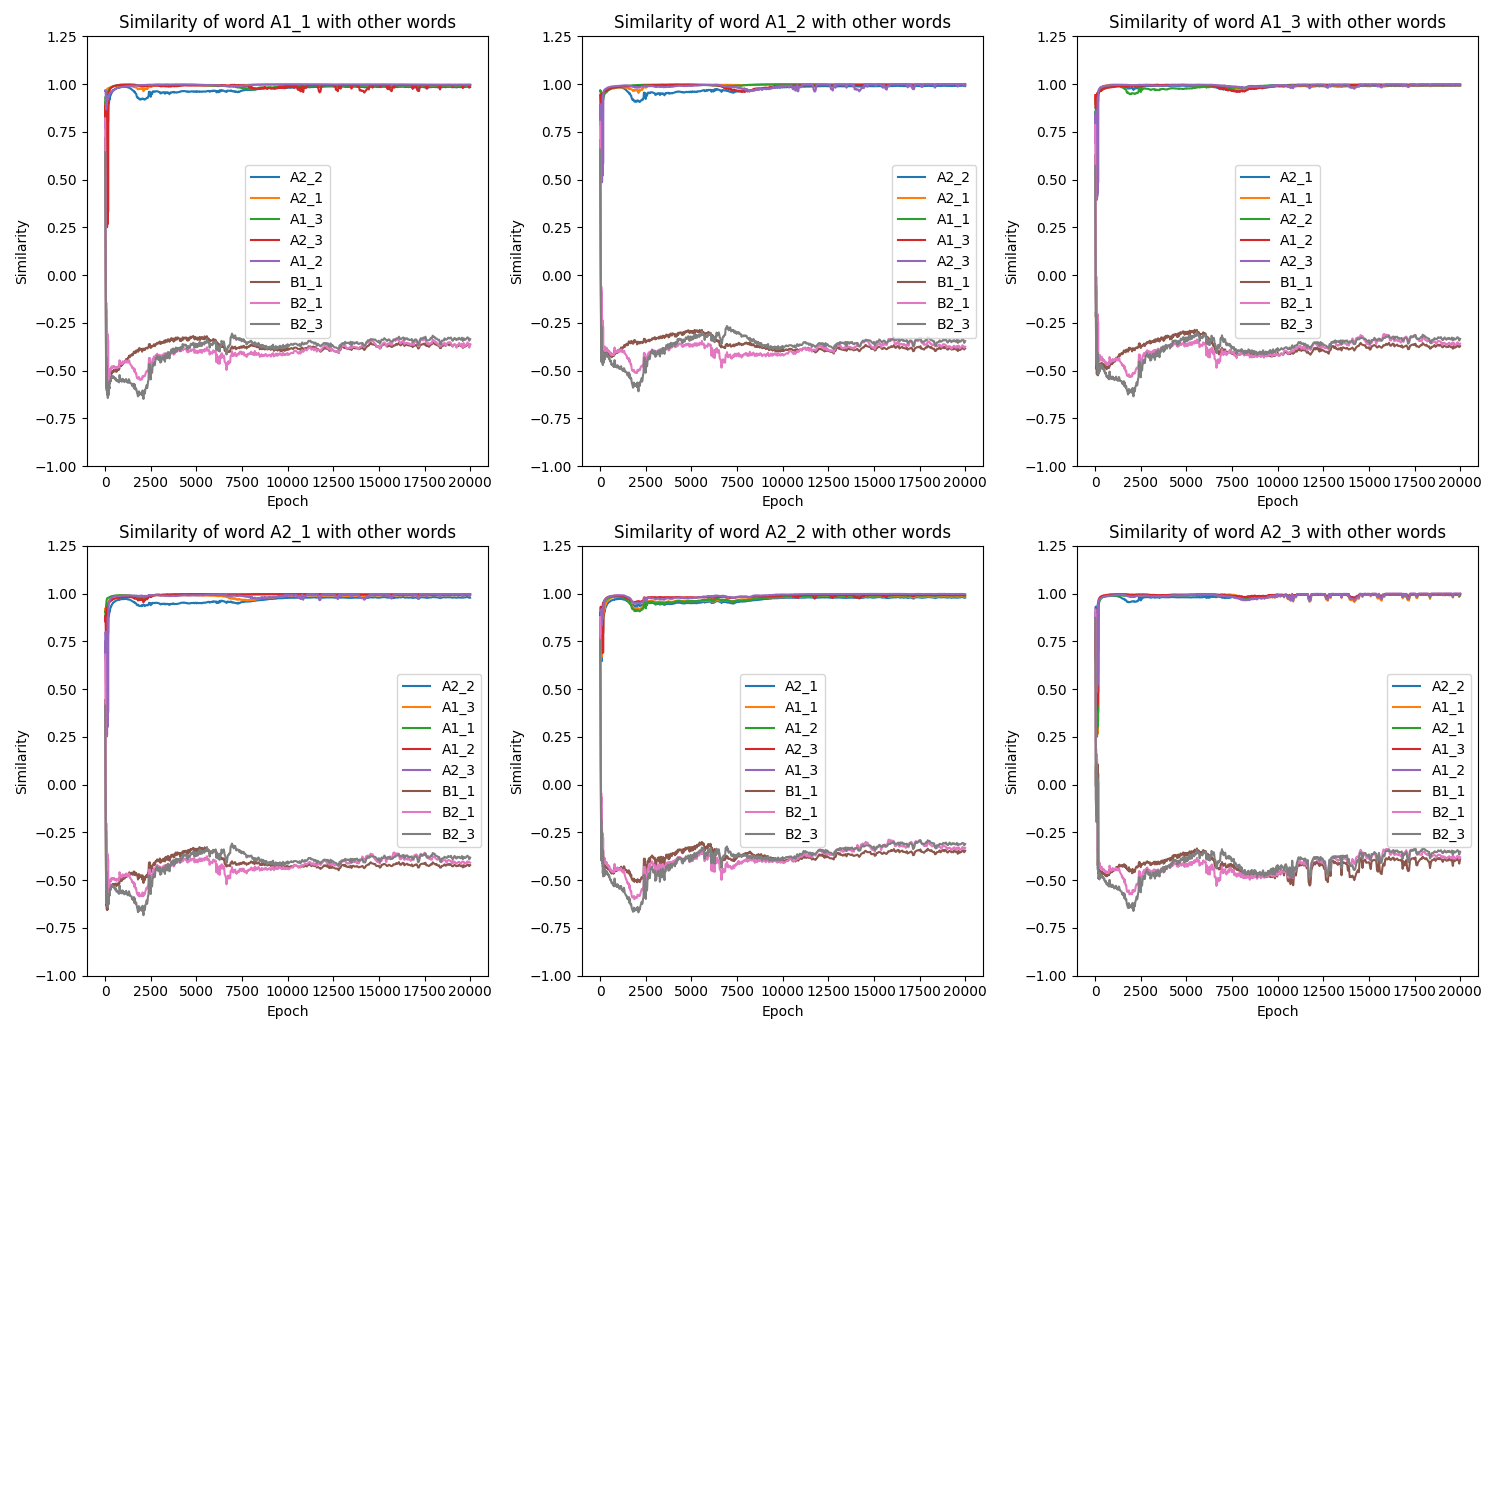 Similarity of word A1_1 with other words
1.25
1.00
0.75
0.50
0.25
0.00
−0.25
−0.50
−0.75
−1.00
Similarity
A2_2
A2_1
A1_3
A2_3
A1_2
B1_1
B2_1
B2_3
0 2500 5000 7500 10000 12500 15000 17500 20000
Epoch
Similarity of word A1_2 with other words
1.25
1.00
0.75
0.50
0.25
0.00
−0.25
−0.50
−0.75
−1.00
Similarity
A2_2
A2_1
A1_1
A1_3
A2_3
B1_1
B2_1
B2_3
0 2500 5000 7500 10000 12500 15000 17500 20000
Epoch
Similarity of word A1_3 with other words
1.25
1.00
0.75
0.50
0.25
0.00
−0.25
−0.50
−0.75
−1.00
Similarity
A2_1
A1_1
A2_2
A1_2
A2_3
B1_1
B2_1
B2_3
0 2500 5000 7500 10000 12500 15000 17500 20000
Epoch
Similarity of word A2_1 with other words
1.25
1.00
0.75
0.50
0.25
0.00
−0.25
−0.50
−0.75
−1.00
Similarity
A2_2
A1_3
A1_1
A1_2
A2_3
B1_1
B2_1
B2_3
0 2500 5000 7500 10000 12500 15000 17500 20000
Epoch
Similarity of word A2_2 with other words
1.25
1.00
0.75
0.50
0.25
0.00
−0.25
−0.50
−0.75
−1.00
Similarity
A2_1
A1_1
A1_2
A2_3
A1_3
B1_1
B2_1
B2_3
0 2500 5000 7500 10000 12500 15000 17500 20000
Epoch
Similarity of word A2_3 with other words
1.25
1.00
0.75
0.50
0.25
0.00
−0.25
−0.50
−0.75
−1.00
Similarity
A2_2
A1_1
A2_1
A1_3
A1_2
B1_1
B2_1
B2_3
0 2500 5000 7500 10000 12500 15000 17500 20000
Epoch